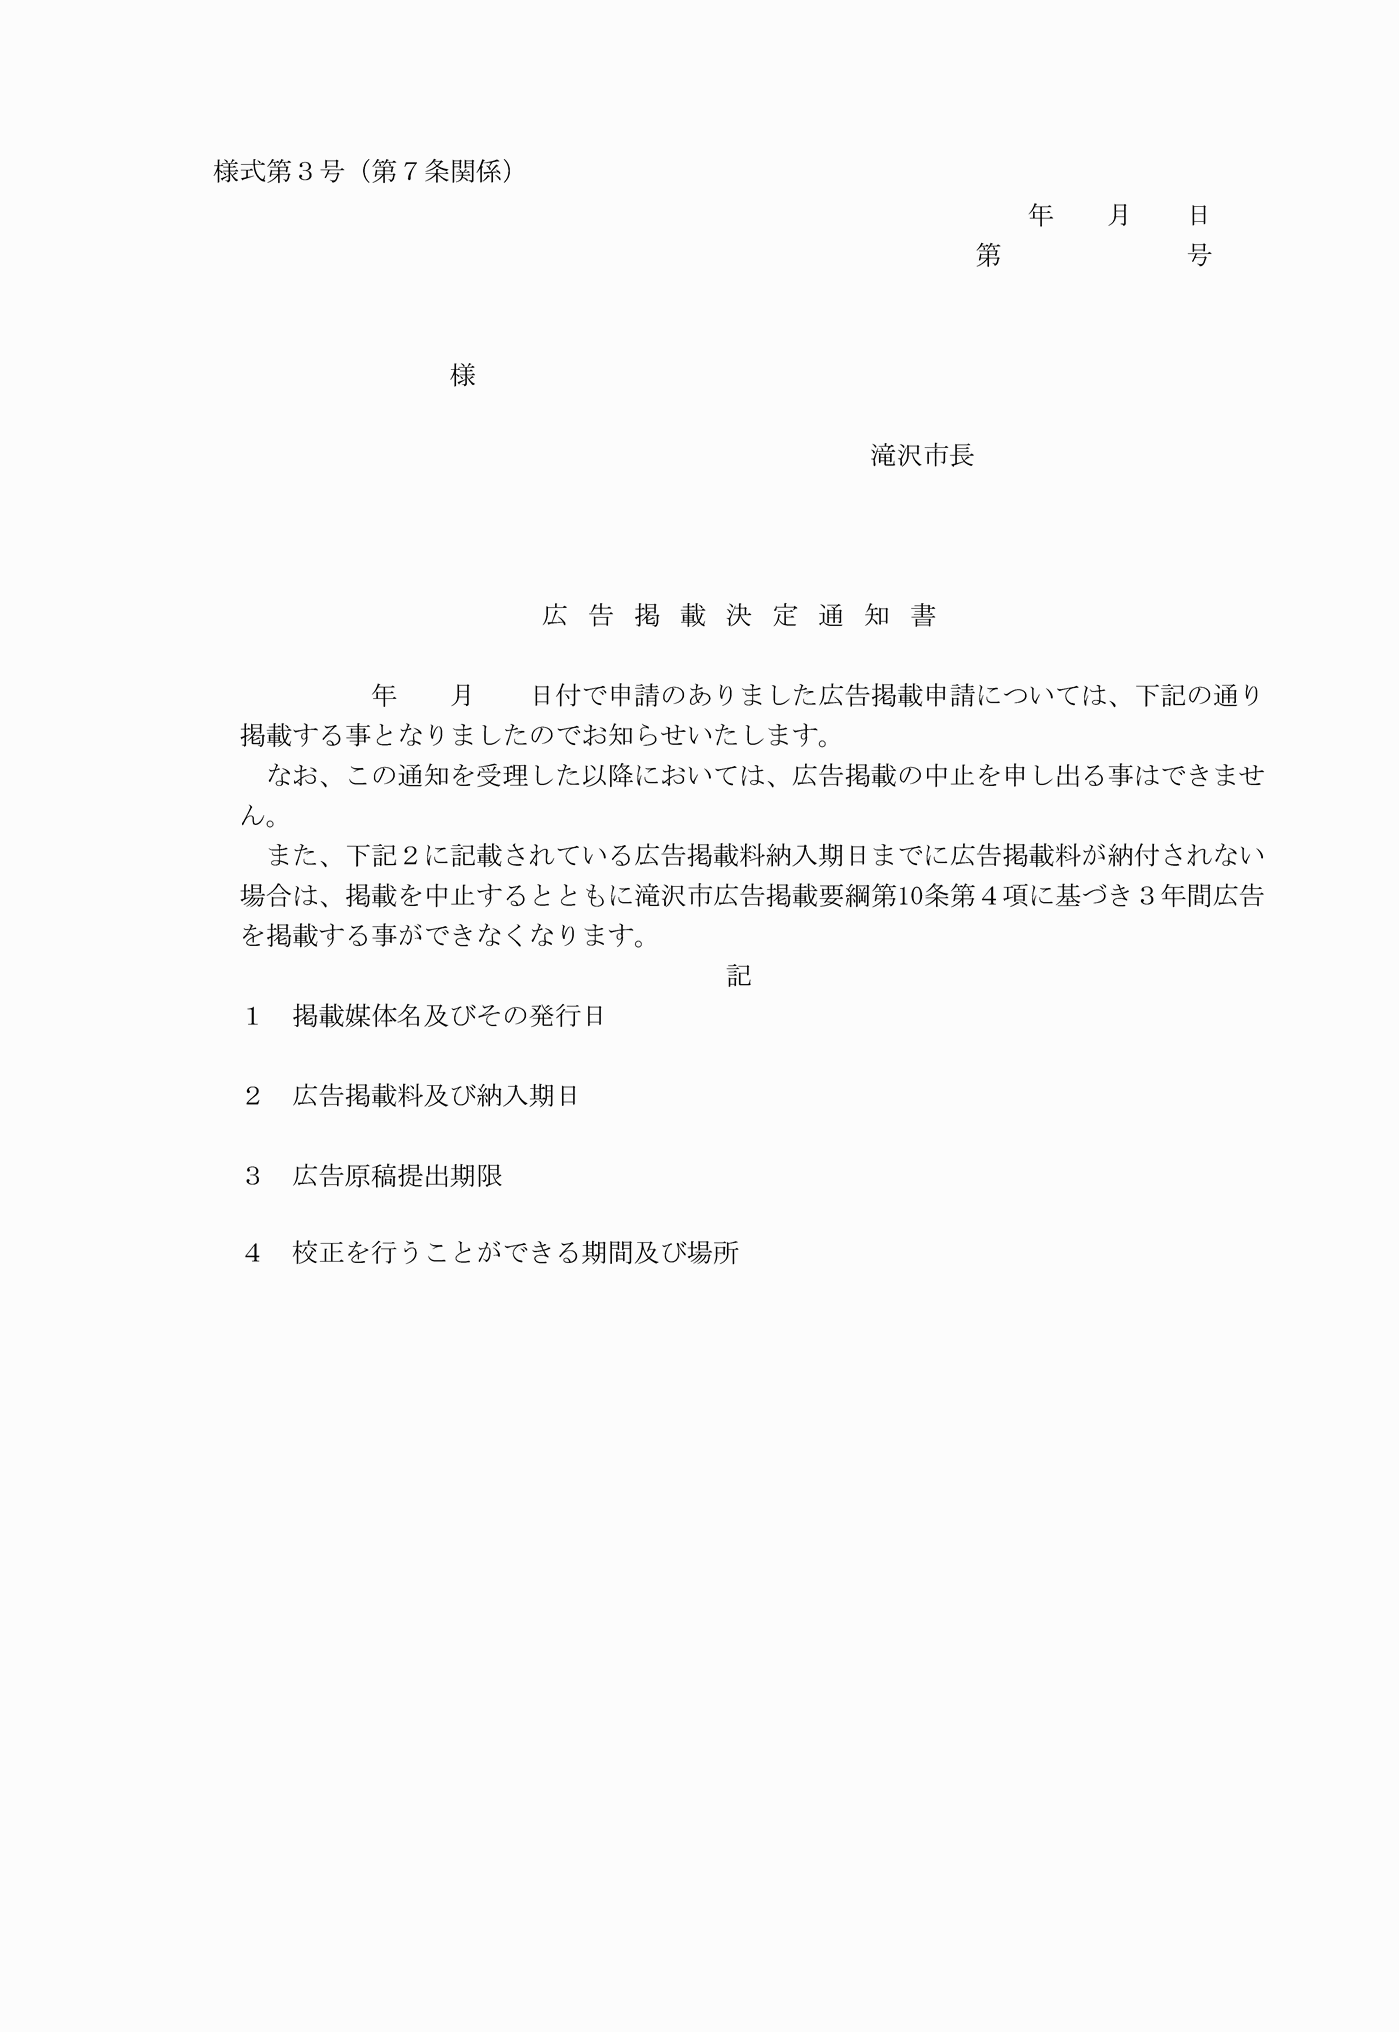 様式第３号（第７条関係）
年　　月　　日
第　　　　　　　号
様
滝沢市長
広告掲載決定通知書
年　　月　　日付で申請のありました広告掲載申請については、下記の通り
掲載する事となりましたのでお知らせいたします。
なお、この通知を受理した以降においては、広告掲載の中止を申し出る事はできませ
ん。
また、下記２に記載されている広告掲載料納入期日までに広告掲載料が納付されない
場合は、掲載を中止するとともに滝沢市広告掲載要綱第10条第４項に基づき３年間広告
を掲載する事ができなくなります。
記
１　掲載媒体名及びその発行日
２　広告掲載料及び納入期日
３　広告原稿提出期限
４　校正を行うことができる期間及び場所